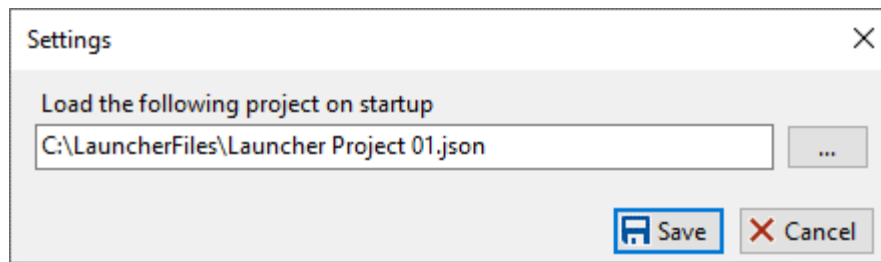 Settings
Load the following project on startup
C:\LauncherFiles\Launcher Project 01.json
...
Save
Cancel